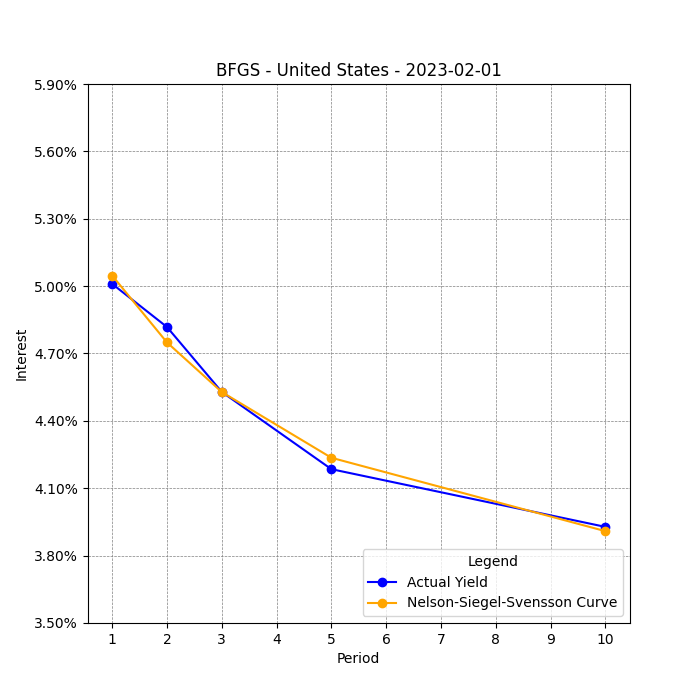 BFGS - United States - 2023-02-01
5.90%
5.60%
5.30%
5.00%
4.70%
4.40%
4.10%
3.80%
3.50%
Interest
1 2 3 4 5 6 7 8 9 10
Period
Legend
Actual Yield
Nelson-Siegel-Svensson Curve